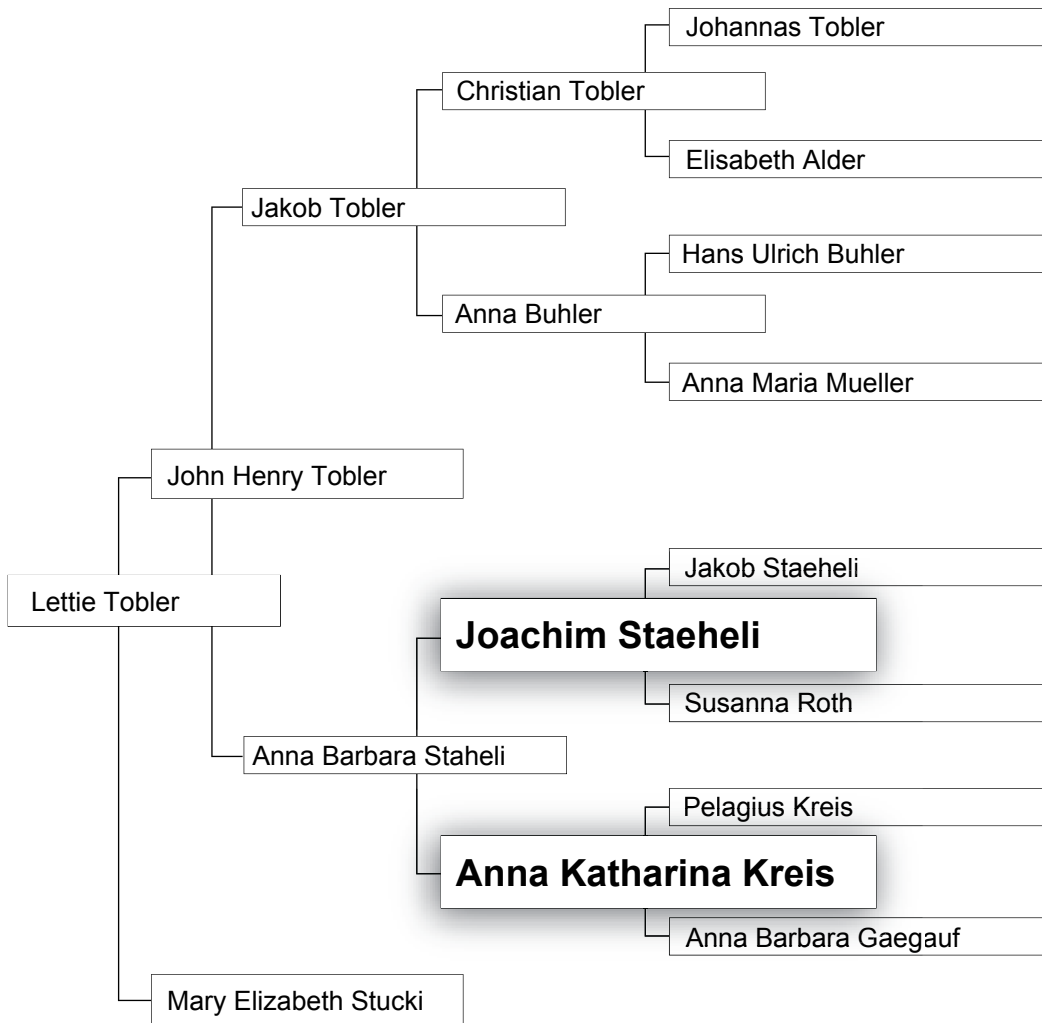 Johannas Tobler
Christian Tobler
Elisabeth Alder
Jakob Tobler
Hans Ulrich Buhler
Anna Buhler
Anna Maria Mueller
John Henry Tobler
Jakob Staeheli
Lettie Tobler
Joachim Staeheli
Susanna Roth
Anna Barbara Staheli
Pelagius Kreis
Anna Katharina Kreis
Anna Barbara Gaegauf
Mary Elizabeth Stucki